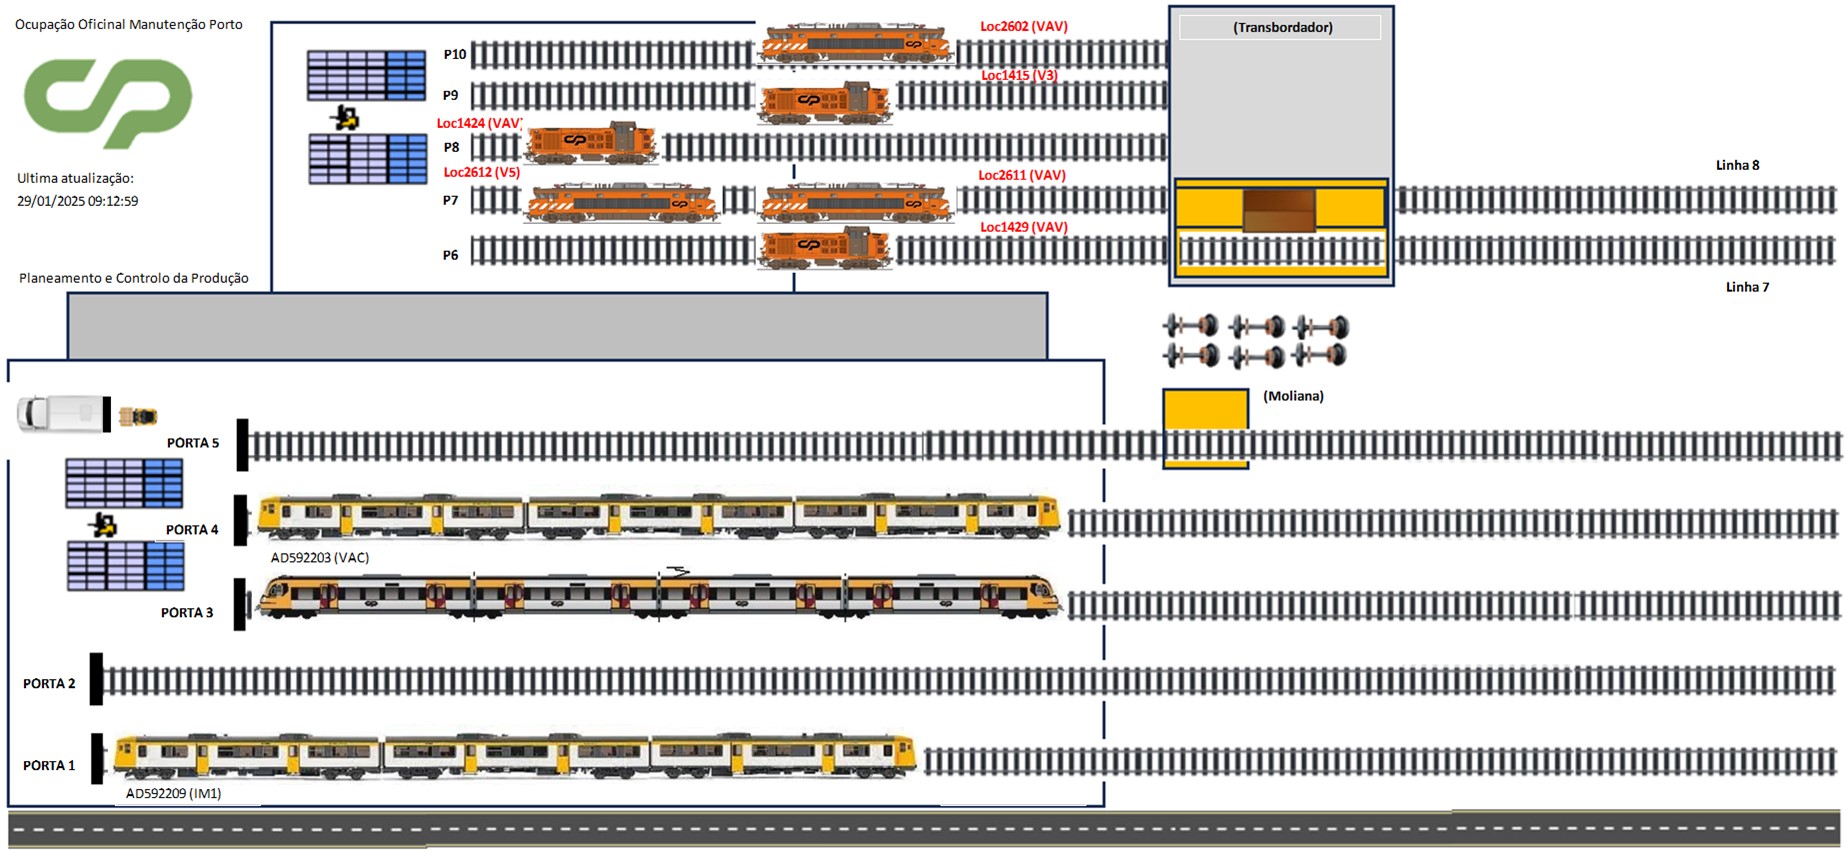 Ocupação Oficinal Manutenção Porto
CP
Ultima atualização:
29/01/2025 09:12:59
Planeamento e Controlo da Produção
P10
Loc2602 (VAV)
(Transbordador)
P9
Loc1415 (V3)
Loc1424 (VAV)
P8
Loc2612 (V5)
Loc2611 (VAV)
P7
Loc1429 (VAV)
P6
Linha 8
Linha 7
(Moliana)
PORTA 5
PORTA 4
AD592203 (VAC)
PORTA 3
PORTA 2
PORTA 1
AD592209 (IM1)